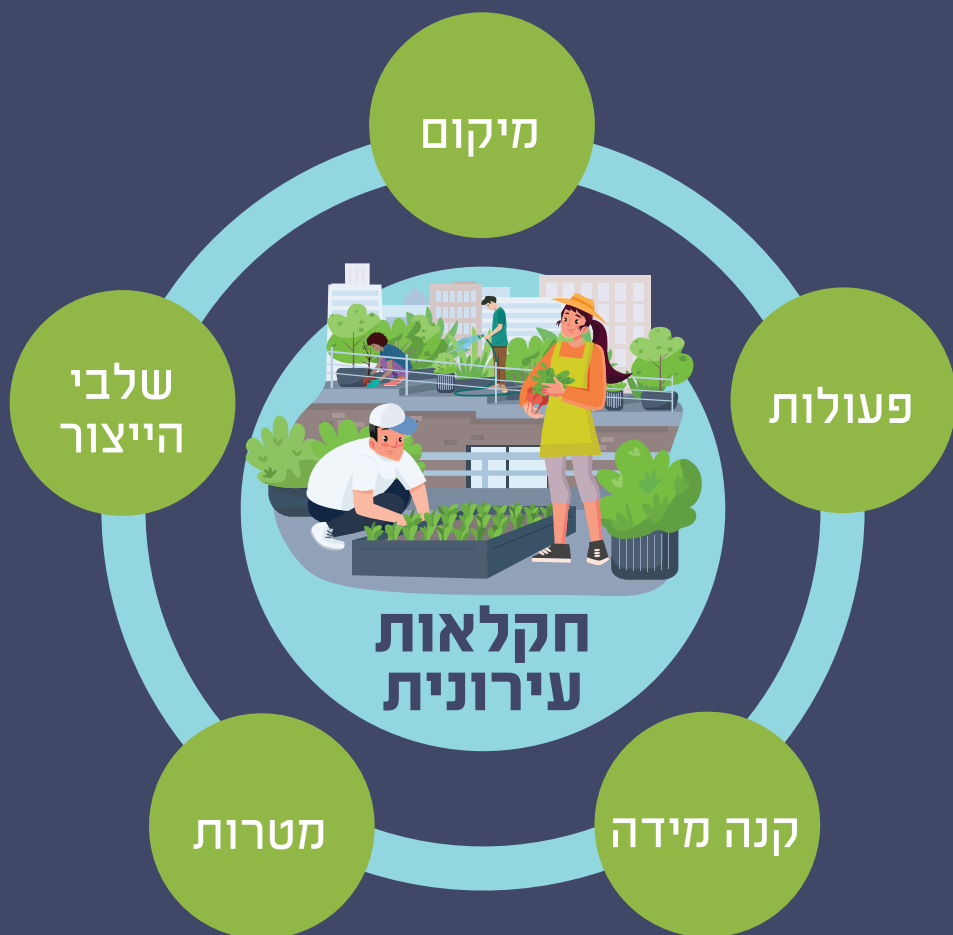 מיקום
פעולות
שלבי
הייצור
חקלאות
עירונית
קנה מידה
מטרות